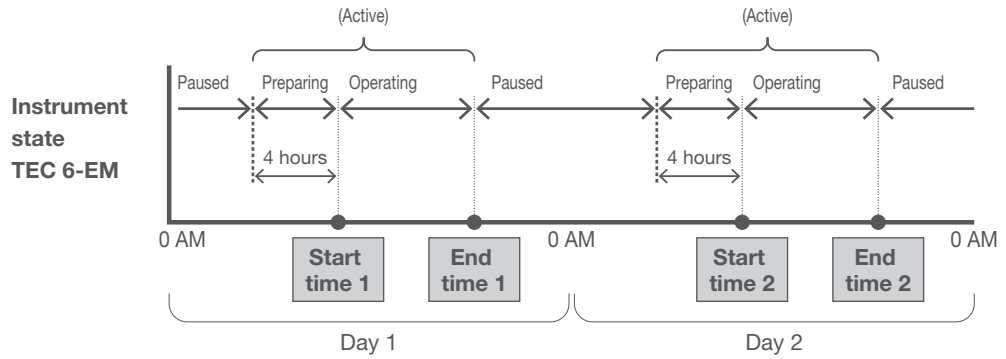 (Active)
(Active)
Paused
Preparing
Operating
Paused
Preparing
Operating
Paused
Instrument
state
TEC 6-EM
4 hours
4 hours
0 AM
0 AM
0 AM
Start
time 1
End
time 1
Start
time 2
End
time 2
Day 1
Day 2